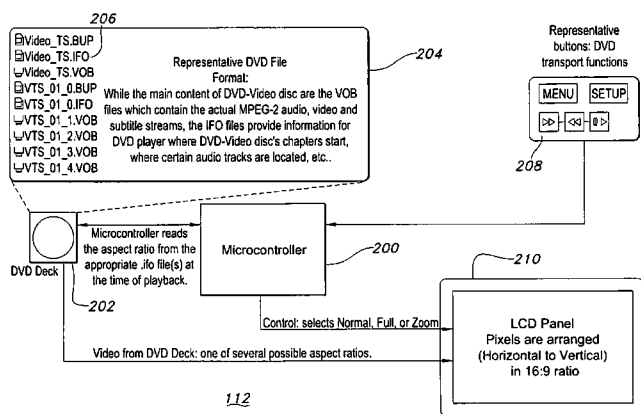 Video_TS.BUP
206
Video_TS.IFO
Video_TS.VOB
VTS_01_0.BUP
VTS_01_0.IFO
VTS_01_1.VOB
VTS_01_2.VOB
VTS_01_3.VOB
VTS_01_4.VOB
Representative DVD File
Format:
While the main content of DVD-Video disc are the VOB
files which contain the actual MPEG-2 audio, video and
subtitle streams, the IFO files provide information for
DVD player where DVD-Video disc's chapters start,
where certain audio tracks are located, etc..
204
Representative
buttons: DVD
transport functions
MENU
SETUP
208
DVD Deck
202
Microcontroller reads
the aspect ratio from the
appropriate .ifo file(s) at
the time of playback.
Microcontroller
200
210
Control: selects Normal, Full, or Zoom
Video from DVD Deck: one of several possible aspect ratios.
LCD Panel
Pixels are arranged
(Horizontal to Vertical)
in 16:9 ratio
112